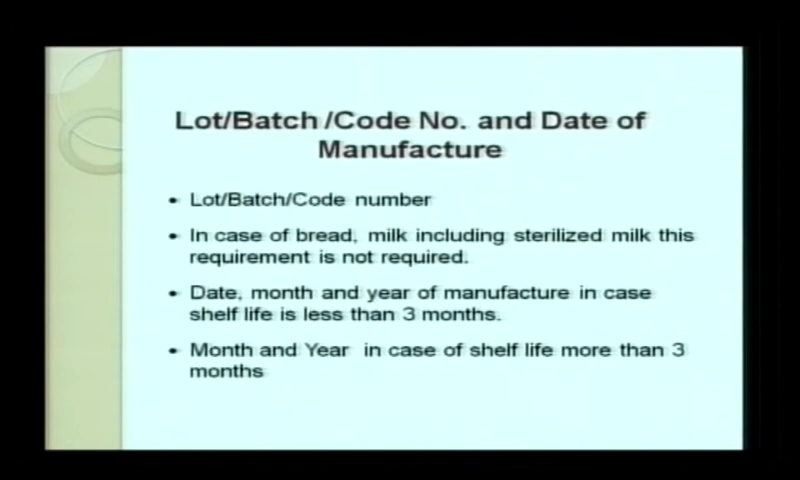 Lot/Batch /Code No. and Date of
Manufacture
• Lot/Batch/Code number
• In case of bread, milk including sterilized milk this
requirement is not required.
• Date, month and year of manufacture in case
shelf life is less than 3 months.
• Month and Year in case of shelf life more than 3
months